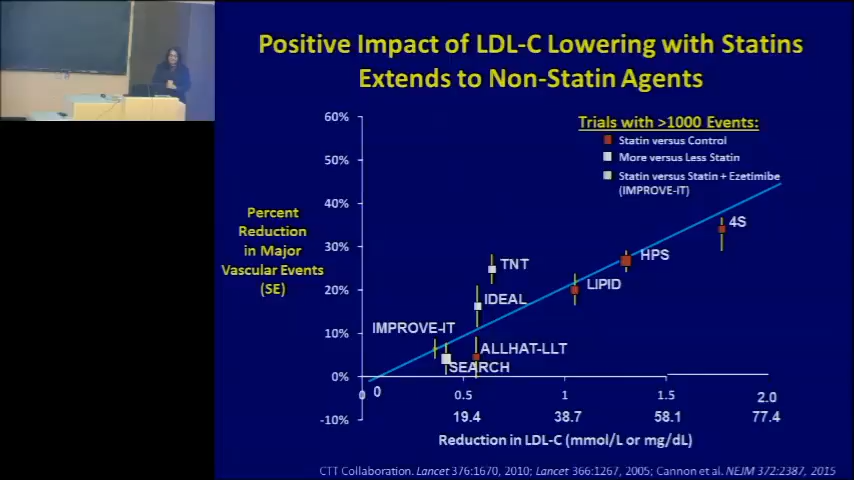 Positive Impact of LDL-C Lowering with Statins
Extends to Non-Statin Agents
60%
50%
40%
30%
20%
10%
0%
-10%
Percent
Reduction
in Major
Vascular Events
(SE)
Trials with >1000 Events:
Statin versus Control
More versus Less Statin
Statin versus Statin + Ezetimibe
(IMPROVE-IT)
4S
HPS
TNT
LIPID
IDEAL
IMPROVE-IT
ALLHAT-LLT
SEARCH
0 0 0.5 1 1.5 2.0
19.4 38.7 58.1 77.4
Reduction in LDL-C (mmol/L or mg/dL)
CTT Collaboration. Lancet 376:1670, 2010; Lancet 366:1267, 2005; Cannon et al. NEJM 372:2387, 2015